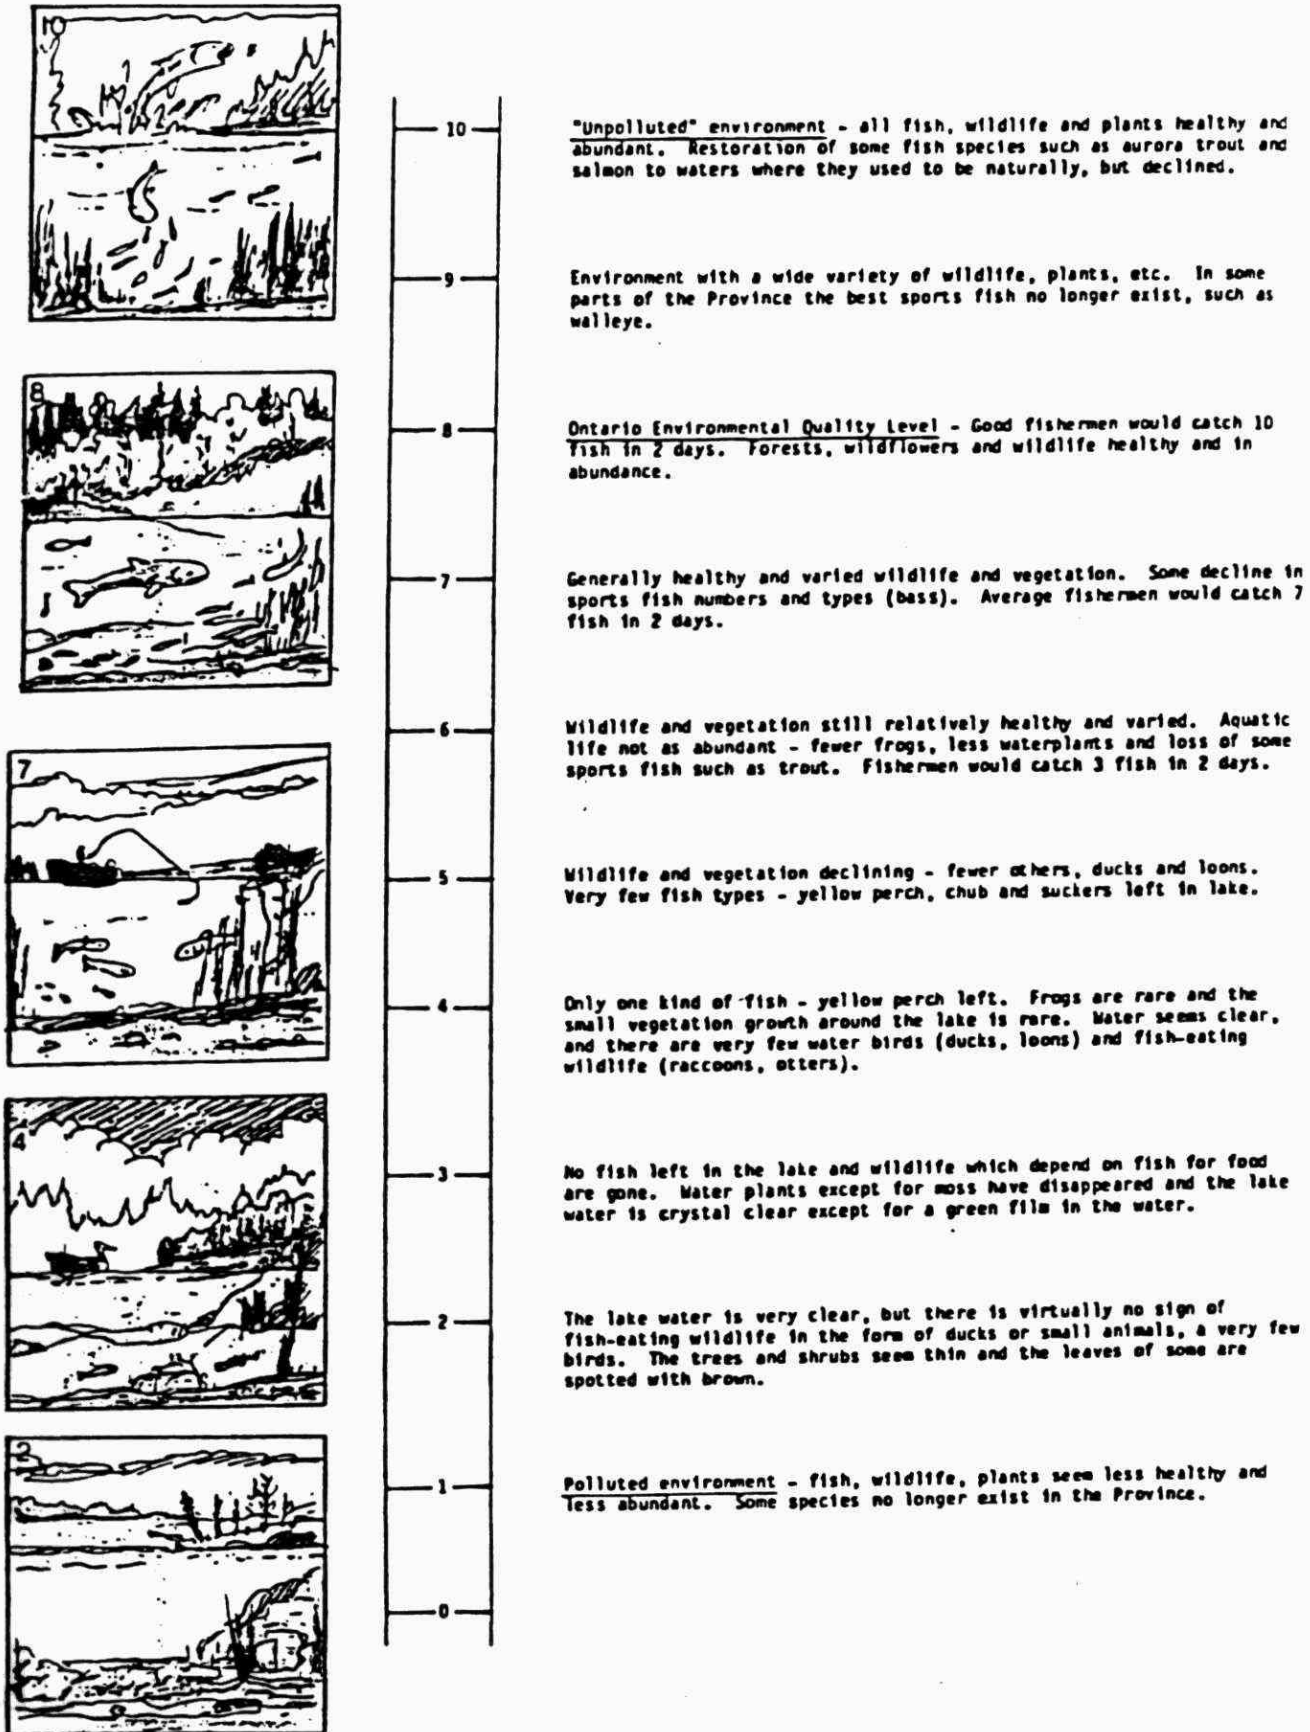 10
10
"Unpolluted" environment - all fish, wildlife and plants healthy and
abundant. Restoration of some fish species such as aurora trout and
salmon to waters where they used to be naturally, but declined.
9
Environment with a wide variety of wildlife, plants, etc. In some
parts of the Province the best sports fish no longer exist, such as
walleye.
8
8
Ontario Environmental Quality Level - Good fishermen would catch 10
fish in 2 days. Forests, wildflowers and wildlife healthy and in
abundance.
7
Generally healthy and varied wildlife and vegetation. Some decline in
sports fish numbers and types (bass). Average fishermen would catch 7
fish in 2 days.
6
Wildlife and vegetation still relatively healthy and varied. Aquatic
life not as abundant - fewer frogs, less waterplants and loss of some
sports fish such as trout. Fishermen would catch 3 fish in 2 days.
7
5
Wildlife and vegetation declining - fewer others, ducks and loons.
Very few fish types - yellow perch, chub and suckers left in lake.
4
Only one kind of fish - yellow perch left. Frogs are rare and the
small vegetation growth around the lake is rare. Water seems clear,
and there are very few water birds (ducks, loons) and fish-eating
wildlife (raccoons, otters).
4
3
No fish left in the lake and wildlife which depend on fish for food
are gone. Water plants except for moss have disappeared and the lake
water is crystal clear except for a green film in the water.
2
The lake water is very clear, but there is virtually no sign of
fish-eating wildlife in the form of ducks or small animals, a very few
birds. The trees and shrubs seem thin and the leaves of some are
spotted with brown.
2
1
Polluted environment - fish, wildlife, plants seem less healthy and
less abundant. Some species no longer exist in the Province.
0